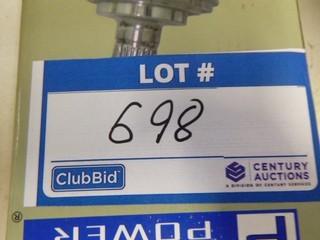 LOT #
698
ClubBid
CENTURY
AUCTIONS
A DIVISION OF CENTURY SERVICES
®
POWER